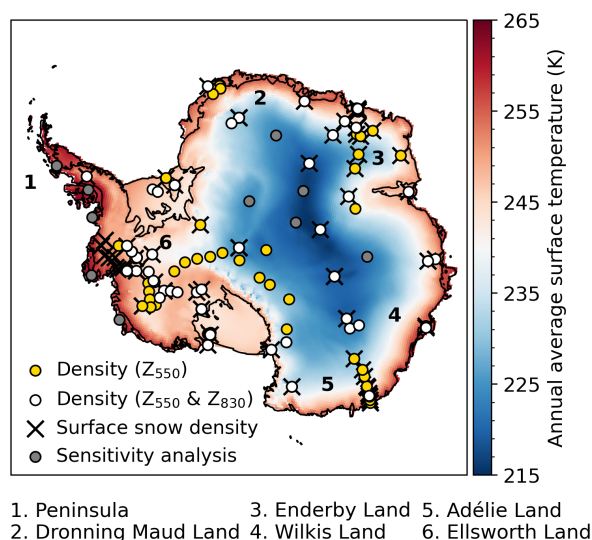 265
255
245
235
225
215
Annual average surface temperature (K)
1
2
3
4
5
6
Density (Z550)
Density (Z550 & Z830)
Surface snow density
Sensitivity analysis
1. Peninsula
3. Enderby Land
5. Adélie Land
2. Dronning Maud Land
4. Wilkis Land
6. Ellsworth Land